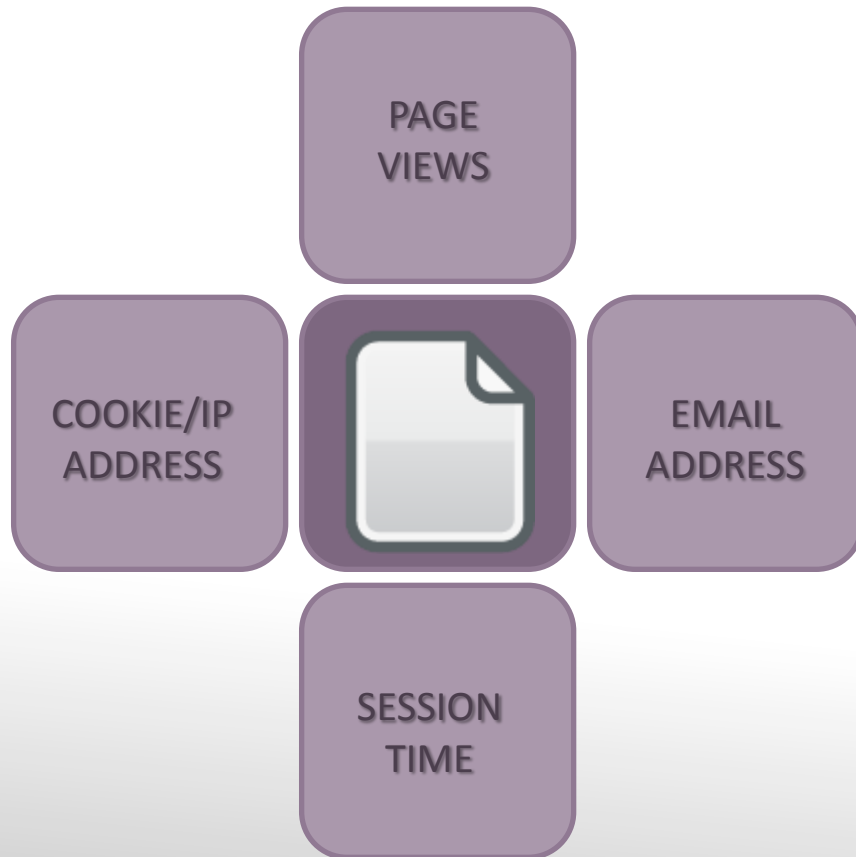 PAGE
VIEWS
COOKIE/IP
ADDRESS
EMAIL
ADDRESS
SESSION
TIME